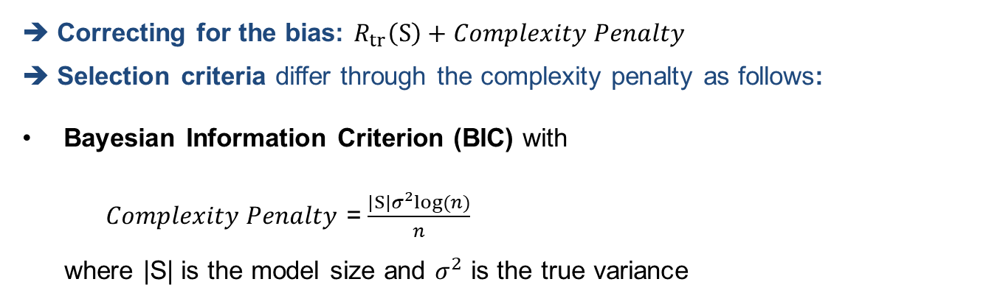 ➔ Correcting for the bias: R_tr(S) + Complexity Penalty
➔ Selection criteria differ through the complexity penalty as follows:
• Bayesian Information Criterion (BIC) with
Complexity Penalty = |S|σ²log(n) / n
where |S| is the model size and σ² is the true variance